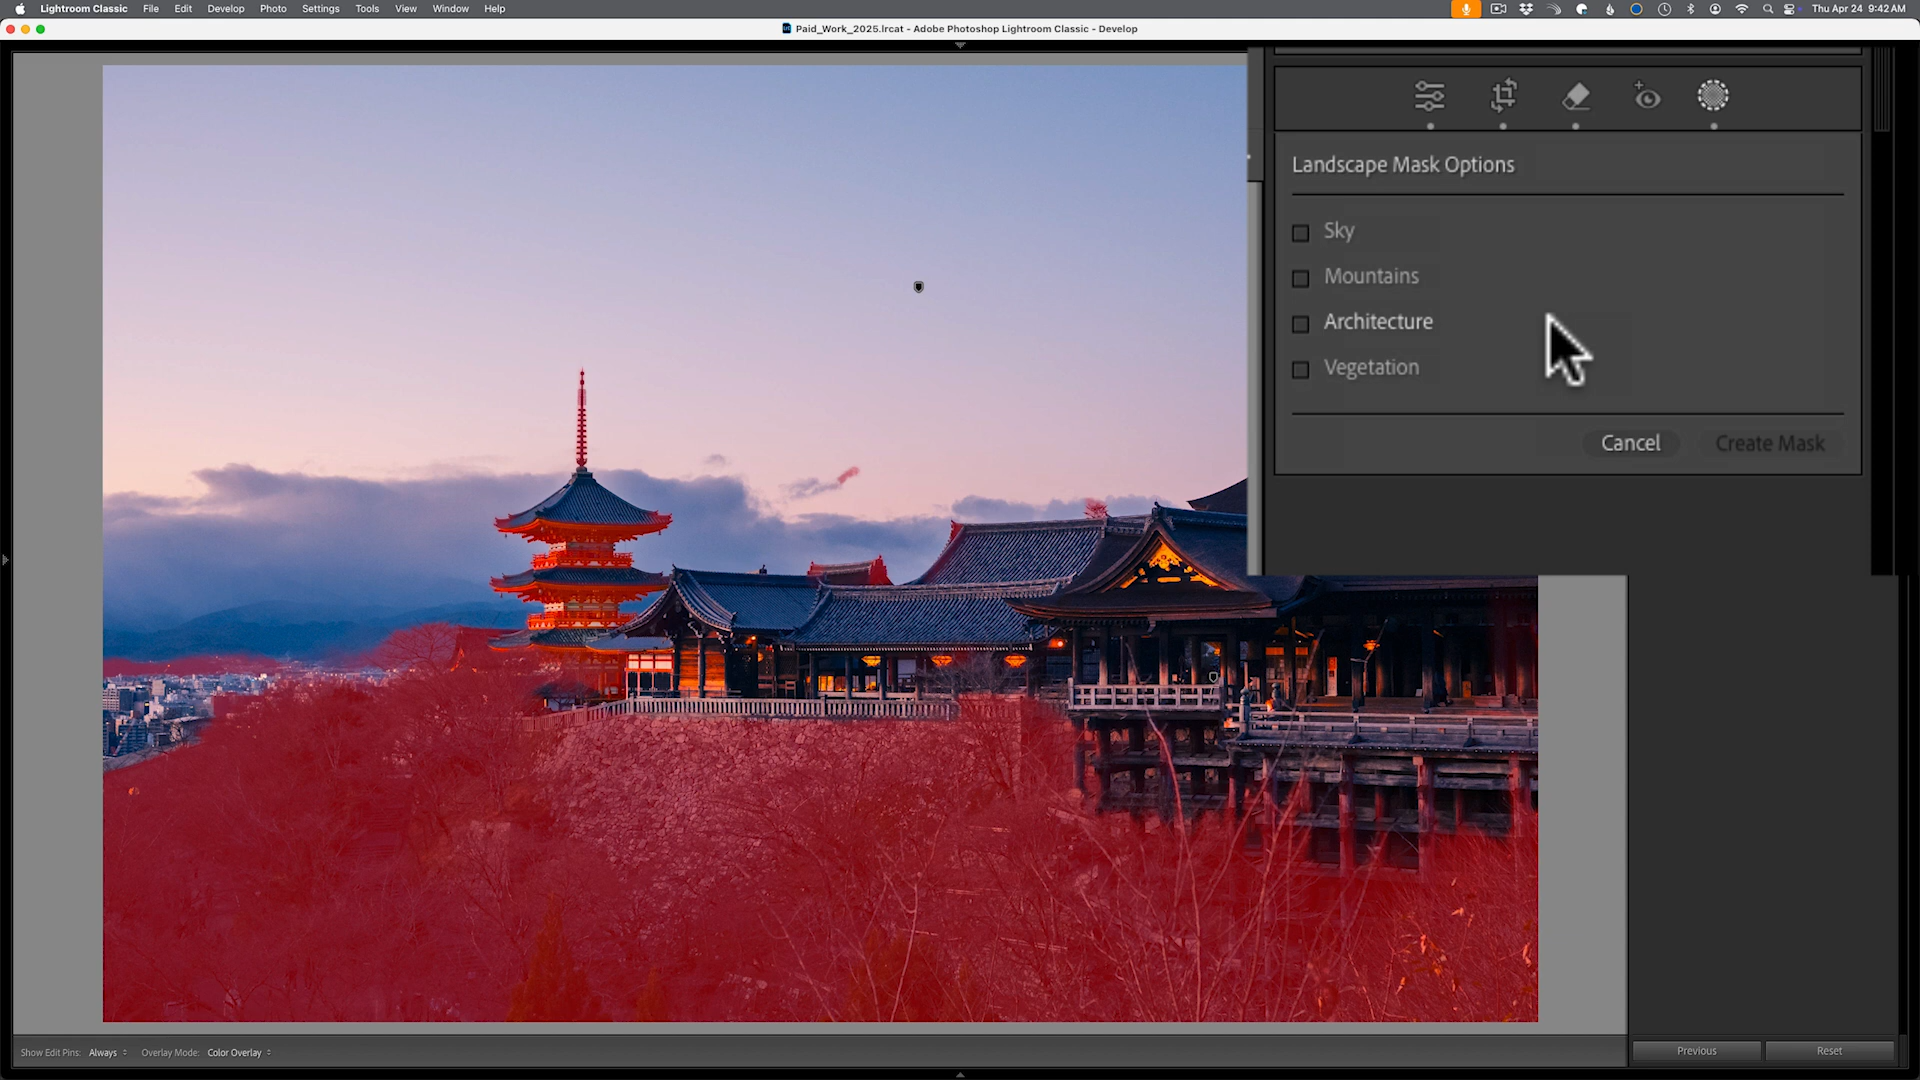 Lightroom Classic File Edit Develop Photo Settings Tools View Window Help Thu Apr 24 9:42 AM
Paid_Work_2025.lrcat - Adobe Photoshop Lightroom Classic - Develop
Landscape Mask Options
Sky
Mountains
Architecture
Vegetation
Cancel Create Mask
Show Edit Pins: Always Overlay Mode: Color Overlay Previous Reset